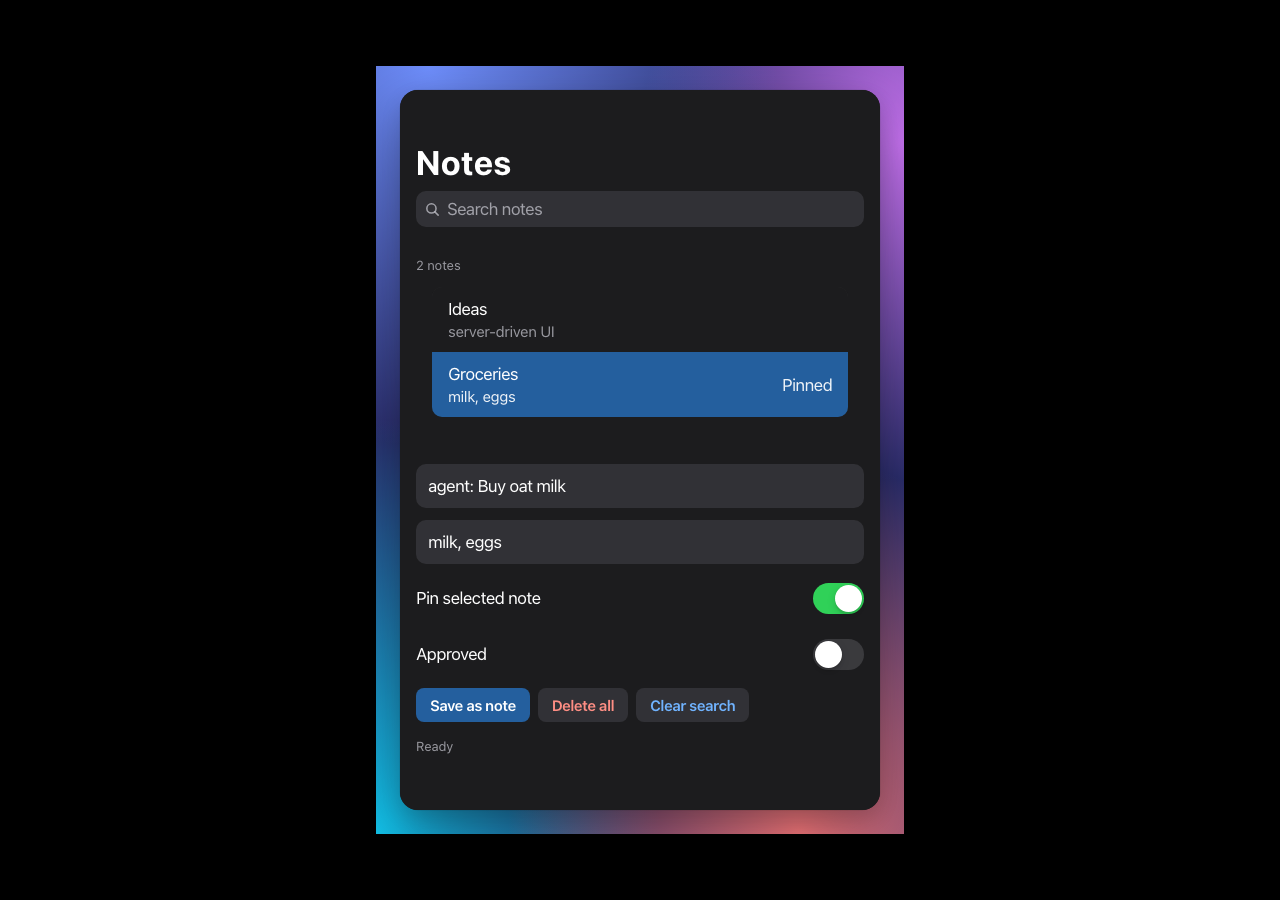 Notes
Search notes
2 notes
Ideas
server-driven UI
Groceries
milk, eggs
Pinned
agent: Buy oat milk
milk, eggs
Pin selected note
Approved
Save as note Delete all Clear search
Ready